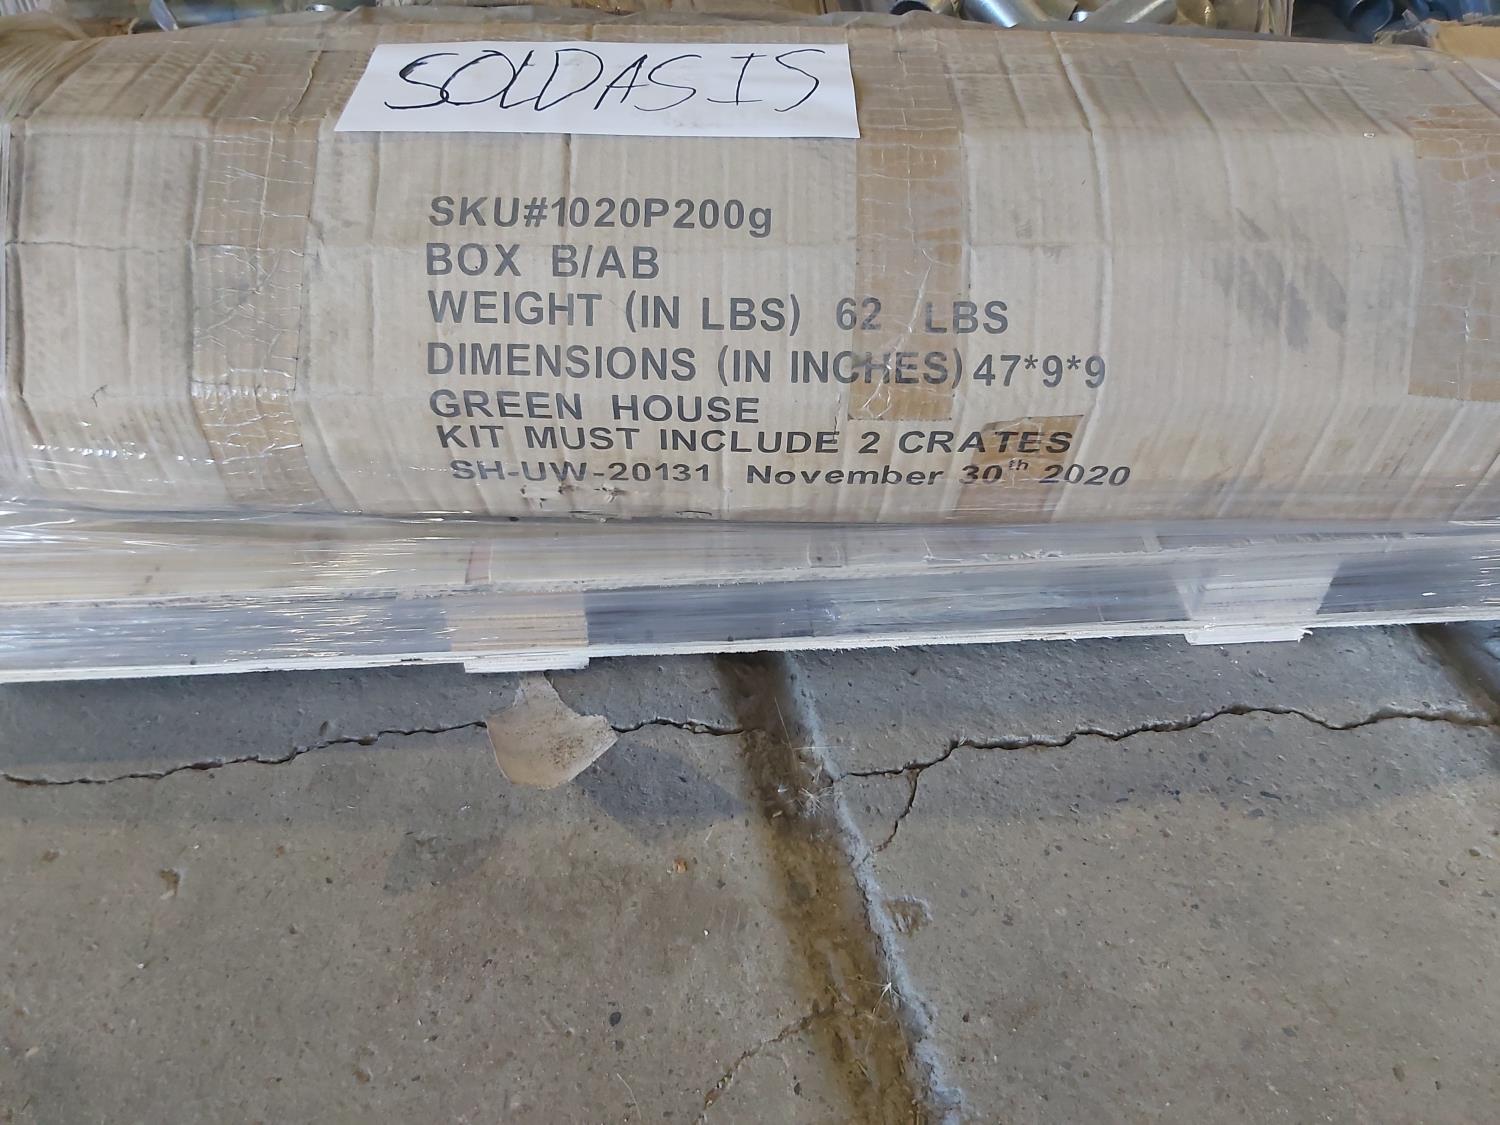 SOLD AS IS
SKU#1020P200g
BOX B/AB
WEIGHT (IN LBS) 62 LBS
DIMENSIONS (IN INCHES) 47*9*9
GREEN HOUSE
KIT MUST INCLUDE 2 CRATES
SH-UW-20131 November 30th 2020